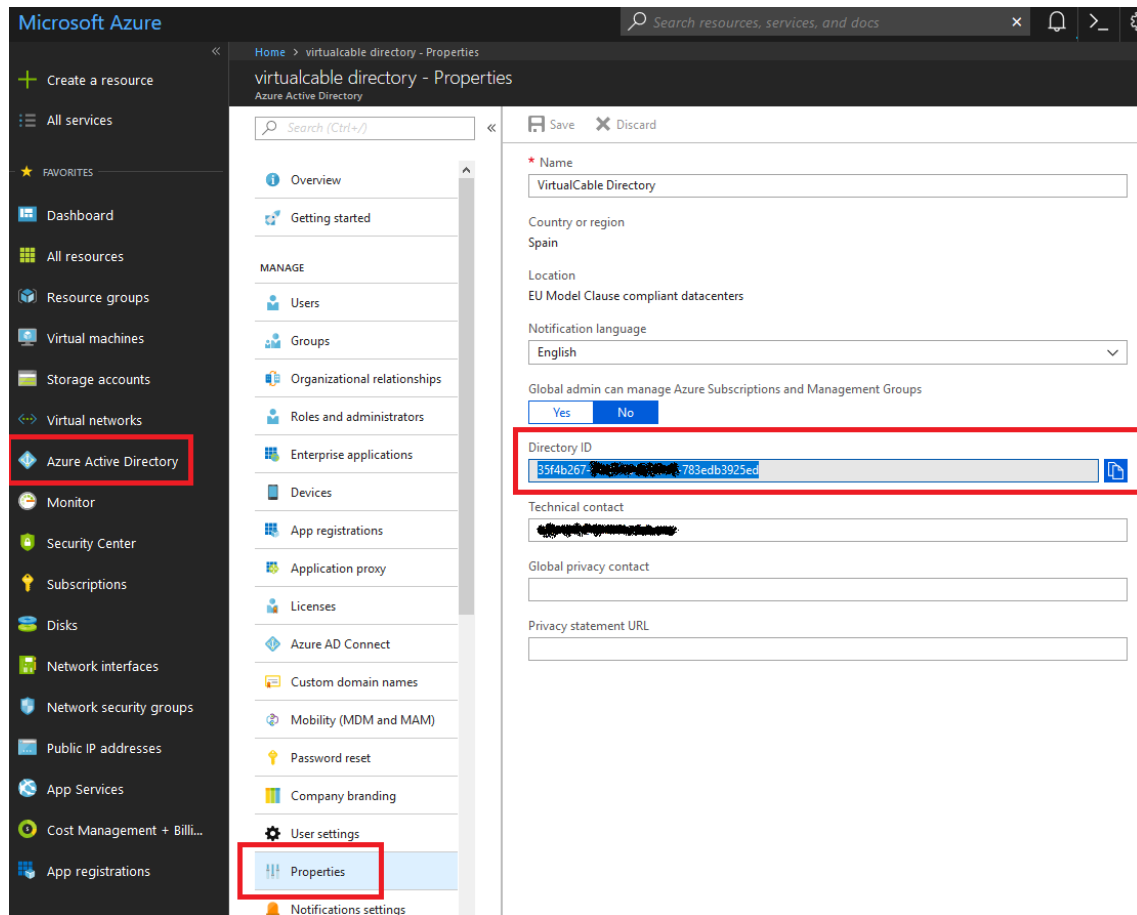 Microsoft Azure
Search resources, services, and docs
Home > virtualcable directory - Properties
virtualcable directory - Properties
Azure Active Directory
Create a resource
All services
FAVORITES
Dashboard
All resources
Resource groups
Virtual machines
Storage accounts
Virtual networks
Azure Active Directory
Monitor
Security Center
Subscriptions
Disks
Network interfaces
Network security groups
Public IP addresses
App Services
Cost Management + Billi...
App registrations
Search (Ctrl+/)
Overview
Getting started
MANAGE
Users
Groups
Organizational relationships
Roles and administrators
Enterprise applications
Devices
App registrations
Application proxy
Licenses
Azure AD Connect
Custom domain names
Mobility (MDM and MAM)
Password reset
Company branding
User settings
Properties
Notifications settings
Save Discard
* Name
VirtualCable Directory
Country or region
Spain
Location
EU Model Clause compliant datacenters
Notification language
English
Global admin can manage Azure Subscriptions and Management Groups
Yes No
Directory ID
35f4b267- -783edb3925ed
Technical contact
Global privacy contact
Privacy statement URL